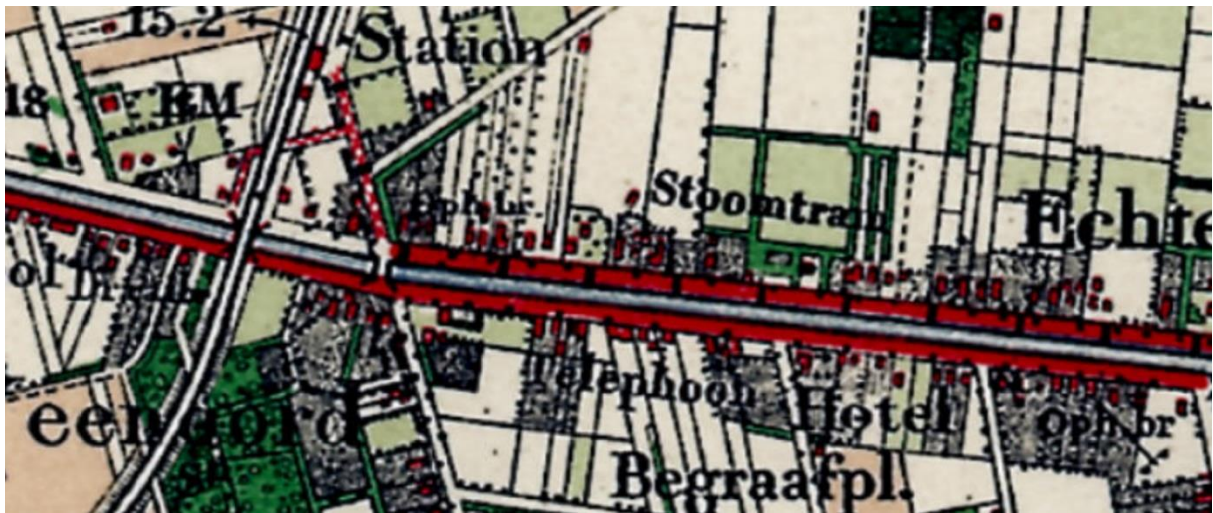 15.2
Station
18
KM
Oph. br.
Stoomtram
Echte
eenoord
Telephoon
Hotel
Oph. br
Begraafpl.